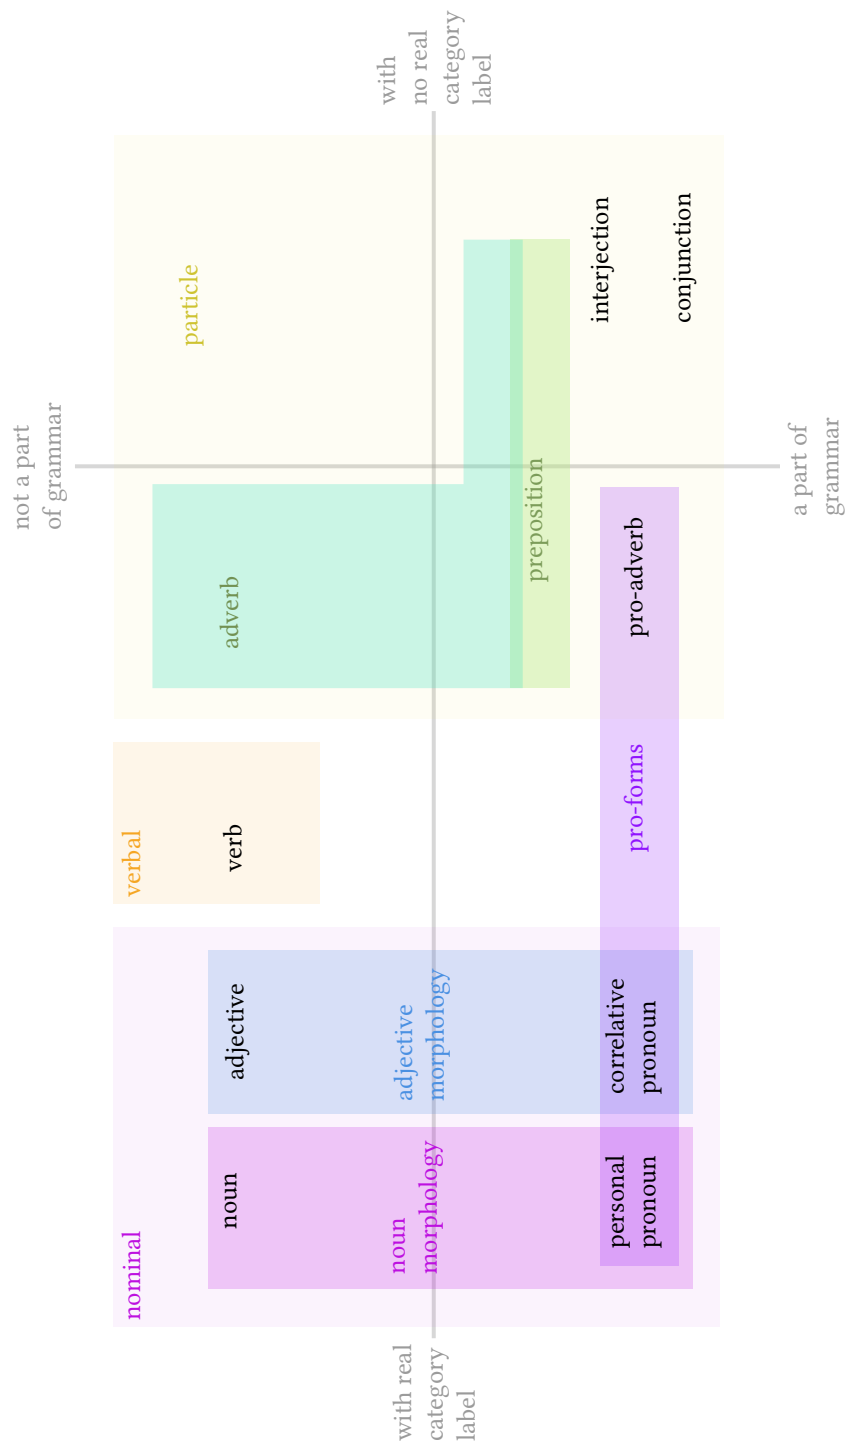 not a part
of grammar
nominal
verbal
noun
adjective
verb
adverb
particle
with real
category
label
noun
morphology
adjective
morphology
with
no real
category
label
preposition
personal
pronoun
correlative
pronoun
pro-forms
pro-adverb
interjection
conjunction
a part of
grammar